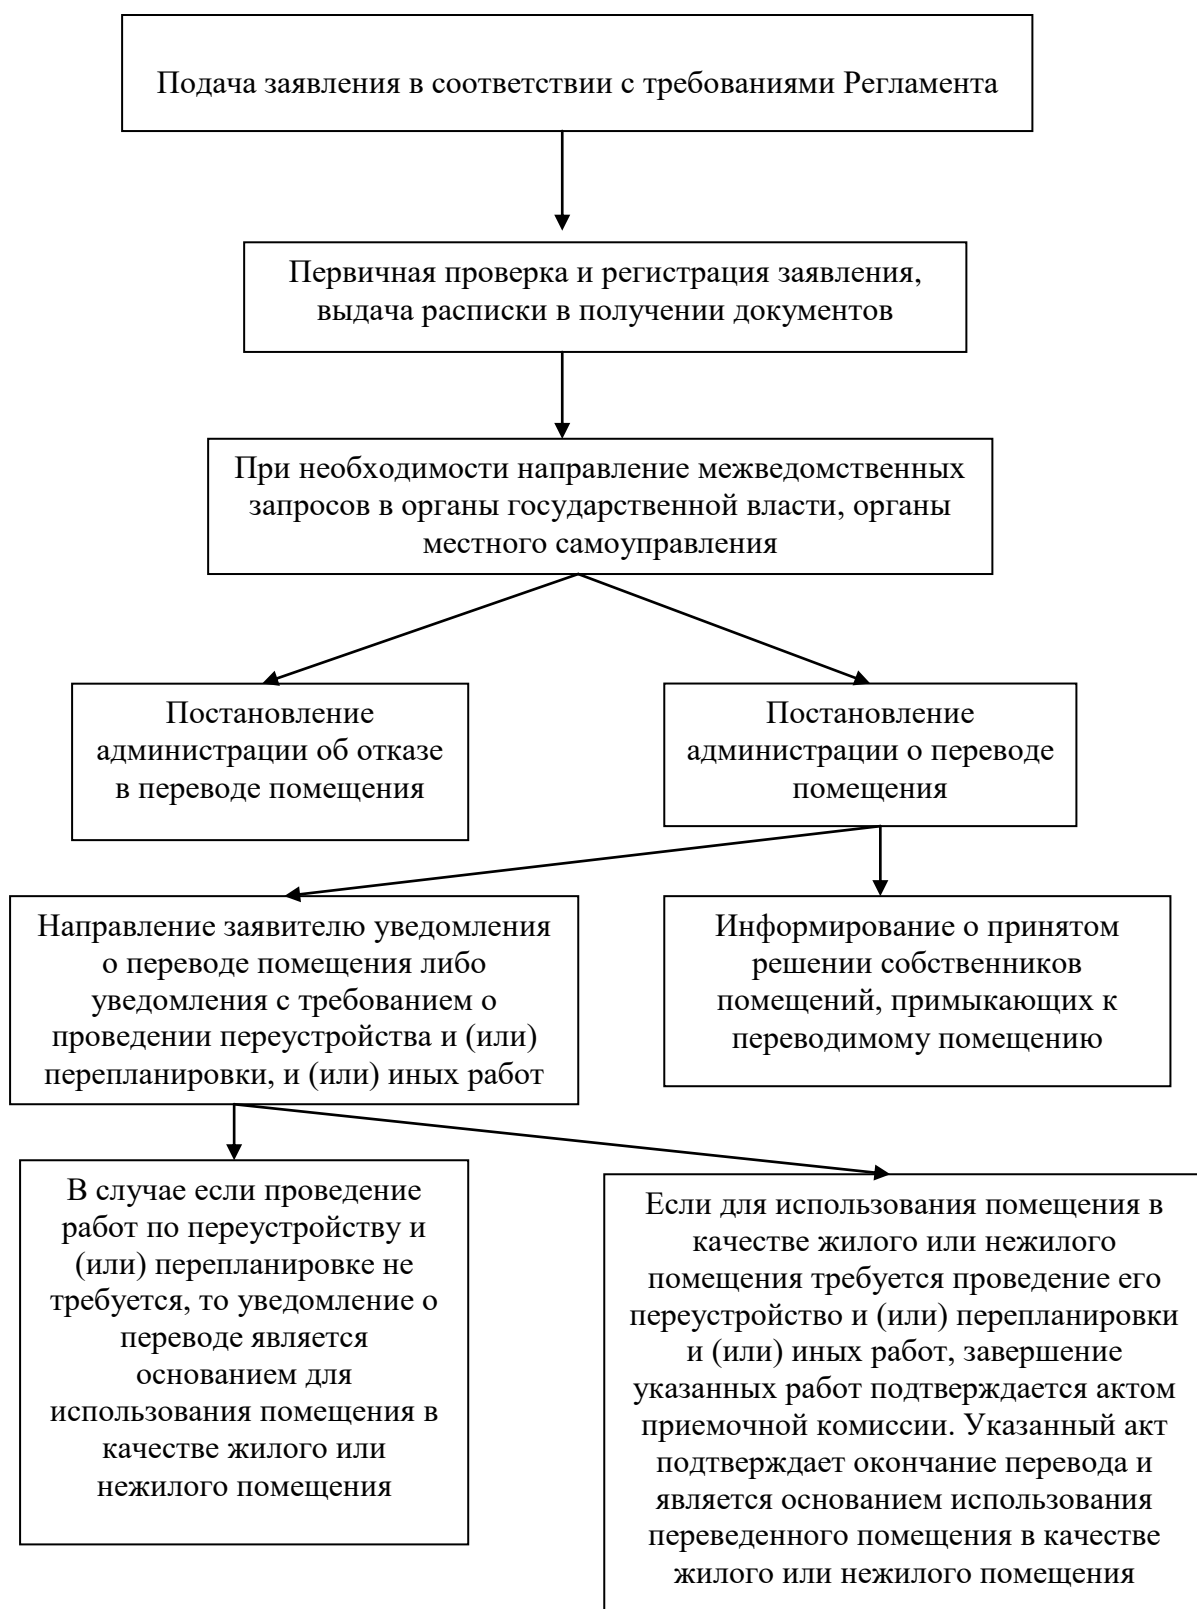 Подача заявления в соответствии с требованиями Регламента
Первичная проверка и регистрация заявления,
выдача расписки в получении документов
При необходимости направление межведомственных
запросов в органы государственной власти, органы
местного самоуправления
Постановление
администрации об отказе
в переводе помещения
Постановление
администрации о переводе
помещения
Направление заявителю уведомления
о переводе помещения либо
уведомления с требованием о
проведении переустройства и (или)
перепланировки, и (или) иных работ
Информирование о принятом
решении собственников
помещений, примыкающих к
переводимому помещению
В случае если проведение
работ по переустройству и
(или) перепланировке не
требуется, то уведомление о
переводе является
основанием для
использования помещения в
качестве жилого или
нежилого помещения
Если для использования помещения в
качестве жилого или нежилого
помещения требуется проведение его
переустройство и (или) перепланировки
и (или) иных работ, завершение
указанных работ подтверждается актом
приемочной комиссии. Указанный акт
подтверждает окончание перевода и
является основанием использования
переведенного помещения в качестве
жилого или нежилого помещения